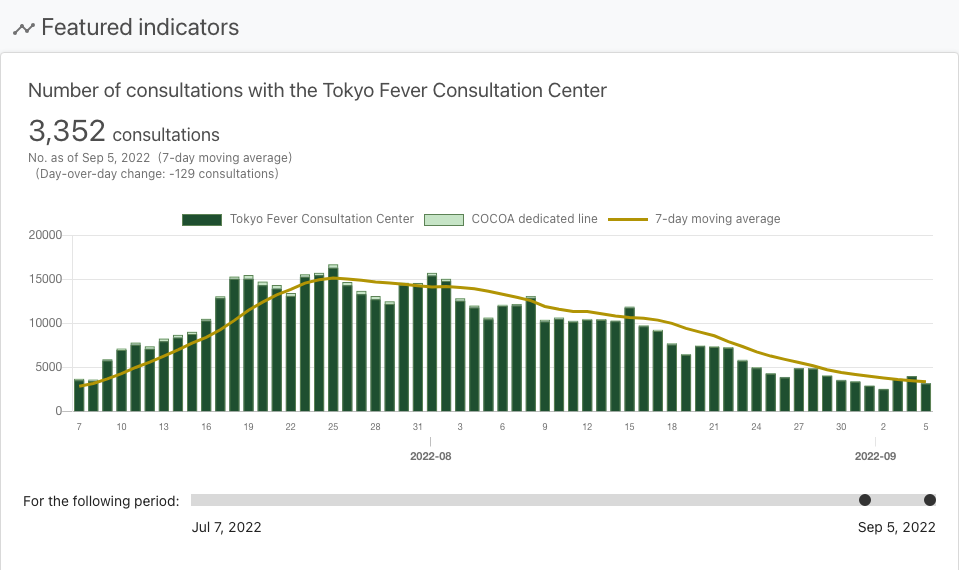 Featured indicators
Number of consultations with the Tokyo Fever Consultation Center
3,352 consultations
No. as of Sep 5, 2022 (7-day moving average)
(Day-over-day change: -129 consultations)
Tokyo Fever Consultation Center COCOA dedicated line 7-day moving average
20000
15000
10000
5000
0
7 10 13 16 19 22 25 28 31 3 6 9 12 15 18 21 24 27 30 2 5
2022-08 2022-09
For the following period:
Jul 7, 2022 Sep 5, 2022